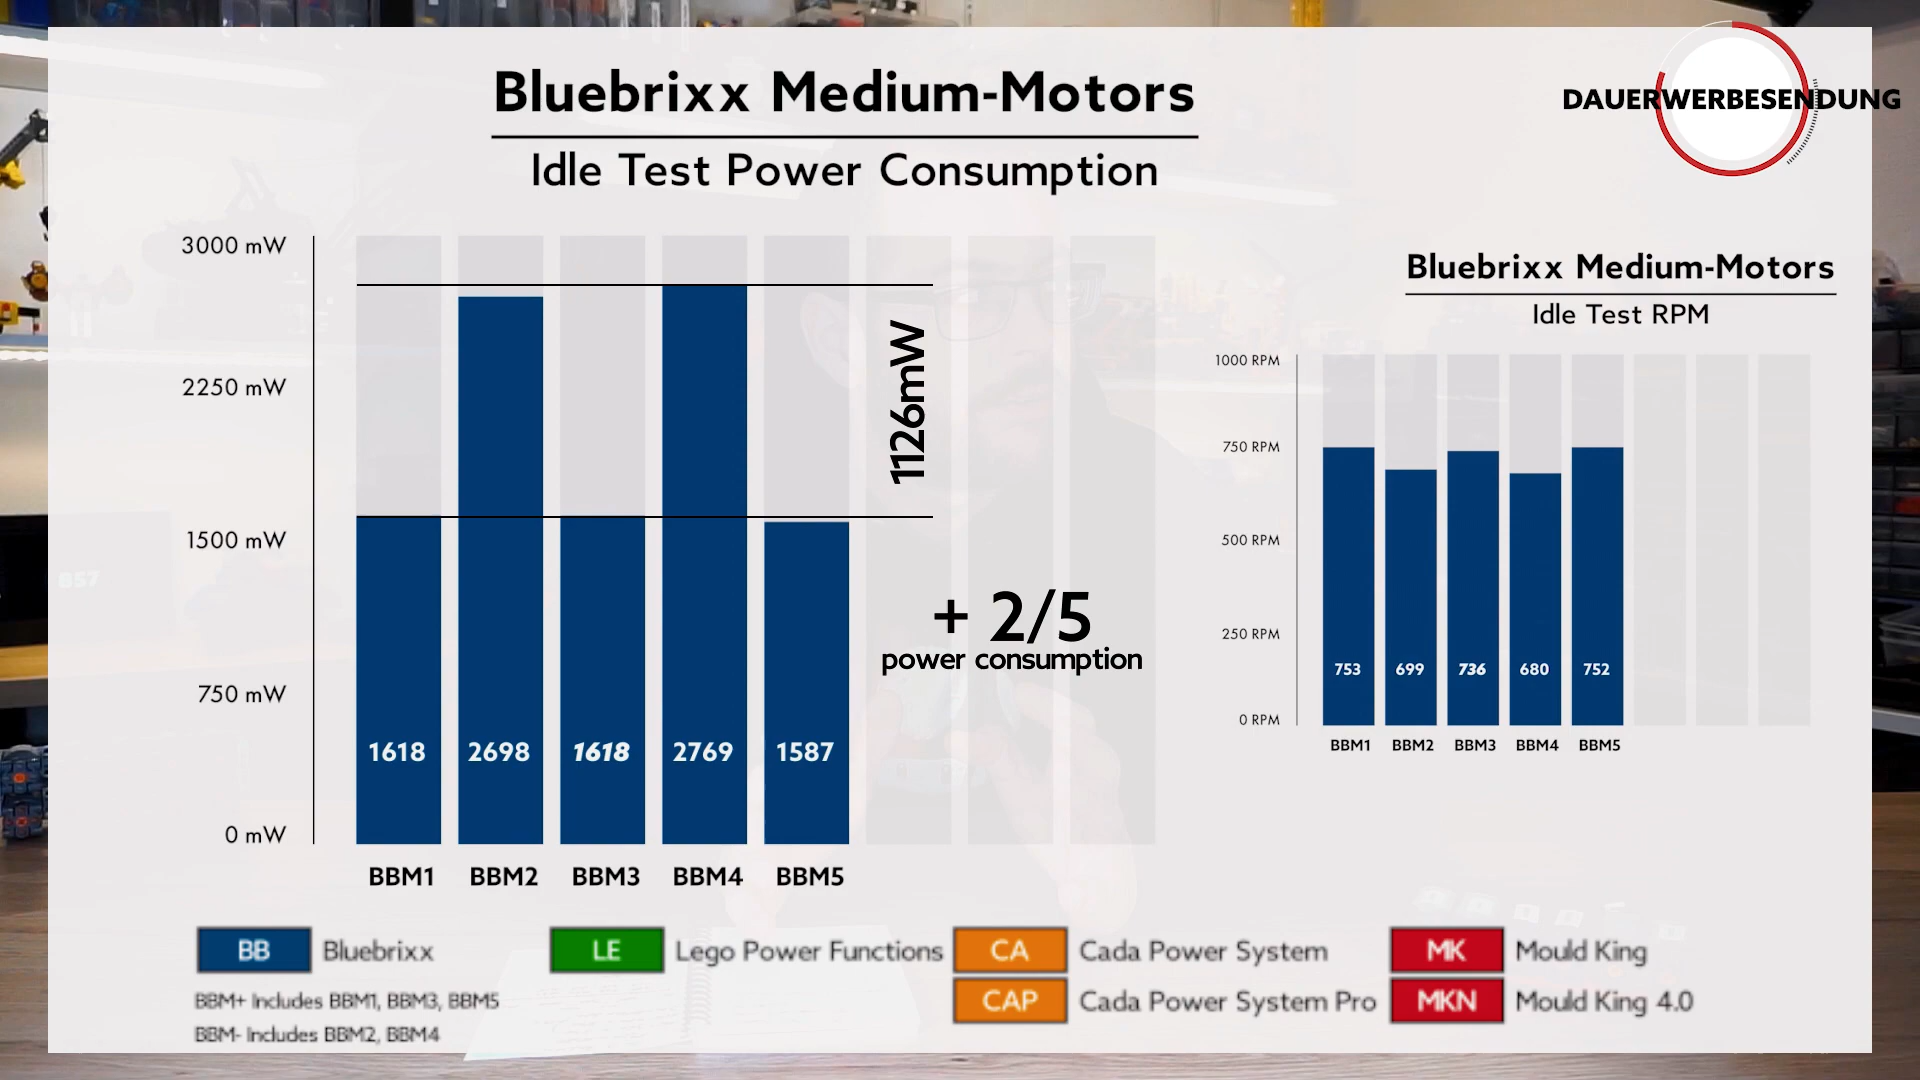 Bluebrixx Medium-Motors
Idle Test Power Consumption
DAUERWERBESENDUNG
3000 mW
2250 mW
1500 mW
750 mW
0 mW
1126mW
+ 2/5
power consumption
1618 2698 1618 2769 1587
BBM1 BBM2 BBM3 BBM4 BBM5
Bluebrixx Medium-Motors
Idle Test RPM
1000 RPM
750 RPM
500 RPM
250 RPM
0 RPM
753 699 736 680 752
BBM1 BBM2 BBM3 BBM4 BBM5
857
BB Bluebrixx LE Lego Power Functions CA Cada Power System MK Mould King
BBM+ Includes BBM1, BBM3, BBM5 CAP Cada Power System Pro MKN Mould King 4.0
BBM- Includes BBM2, BBM4